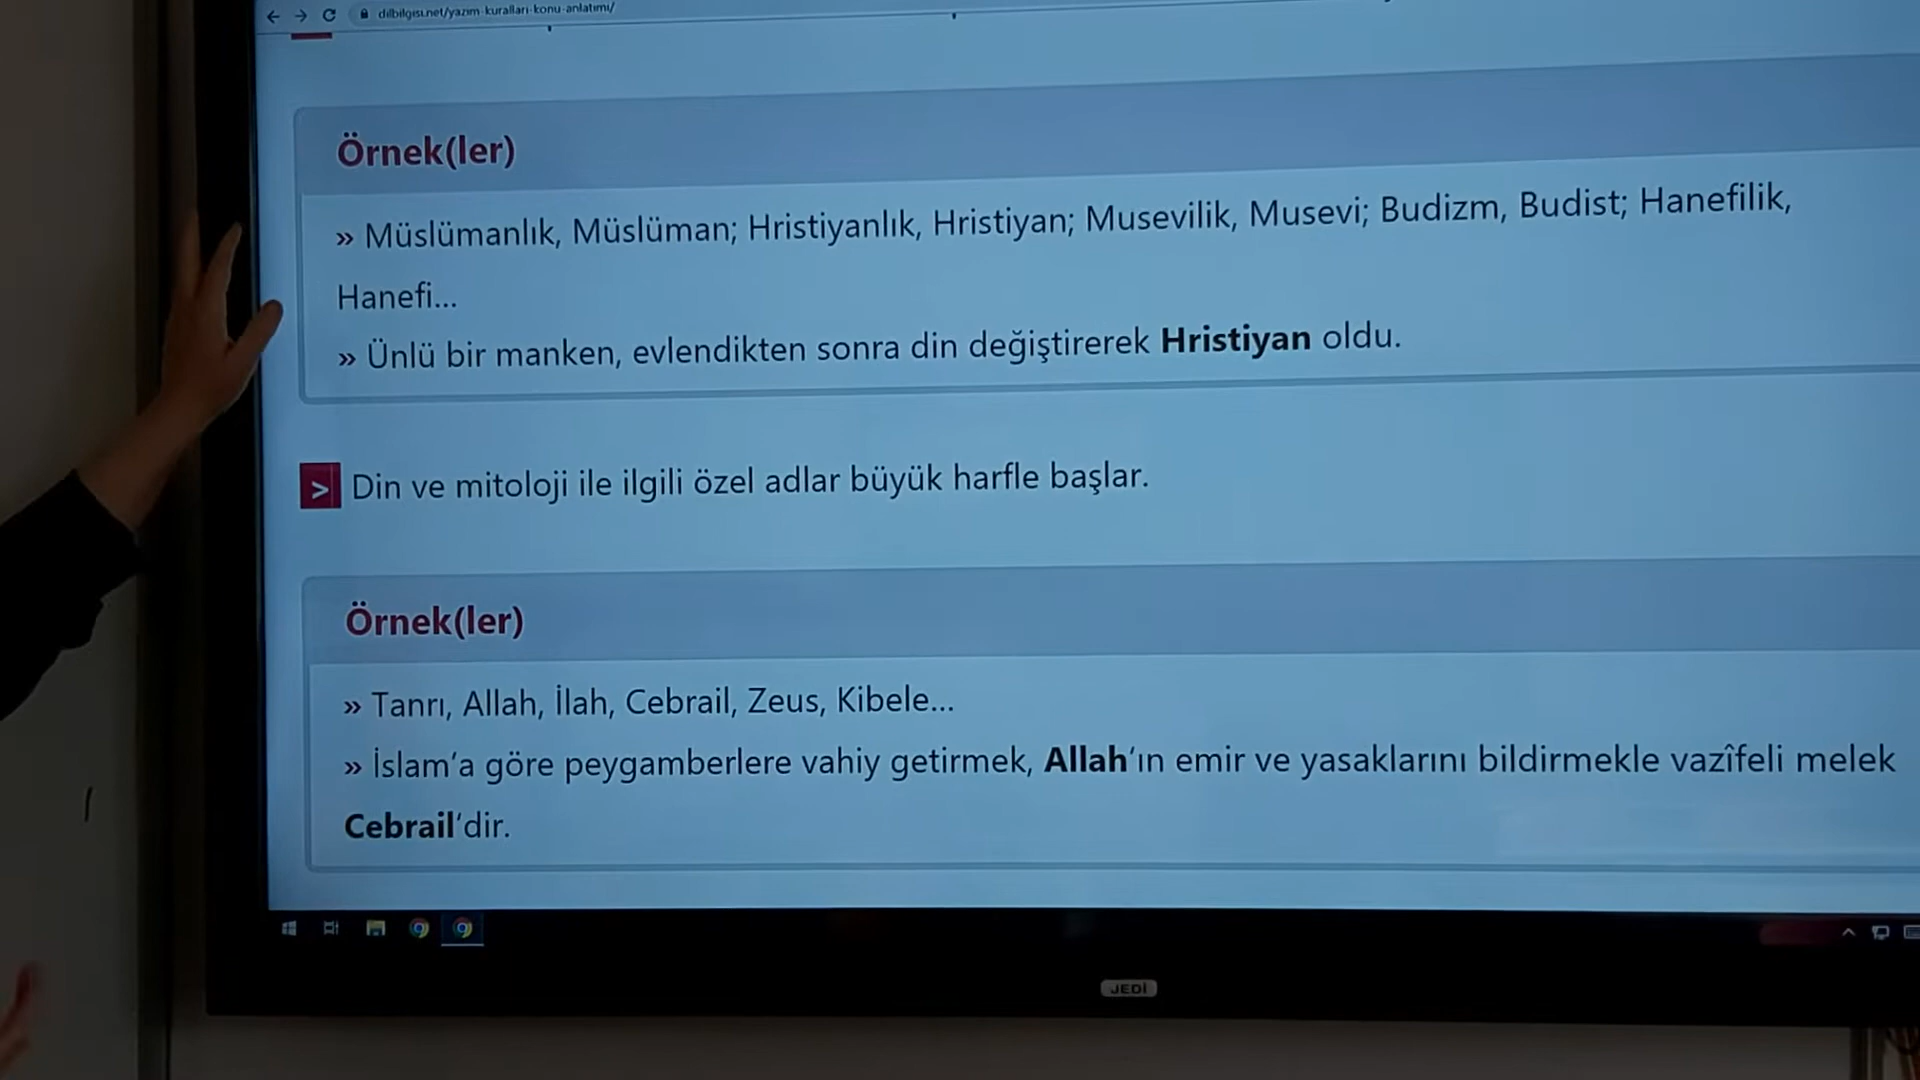 dilbilgisi.net/yazim-kurallari-konu-anlatimi/
Örnek(ler)
» Müslümanlık, Müslüman; Hristiyanlık, Hristiyan; Musevilik, Musevi; Budizm, Budist; Hanefilik,
Hanefi...
» Ünlü bir manken, evlendikten sonra din değiştirerek Hristiyan oldu.
> Din ve mitoloji ile ilgili özel adlar büyük harfle başlar.
Örnek(ler)
» Tanrı, Allah, İlah, Cebrail, Zeus, Kibele...
» İslam'a göre peygamberlere vahiy getirmek, Allah'ın emir ve yasaklarını bildirmekle vazîfeli melek
Cebrail'dir.
JEDİ